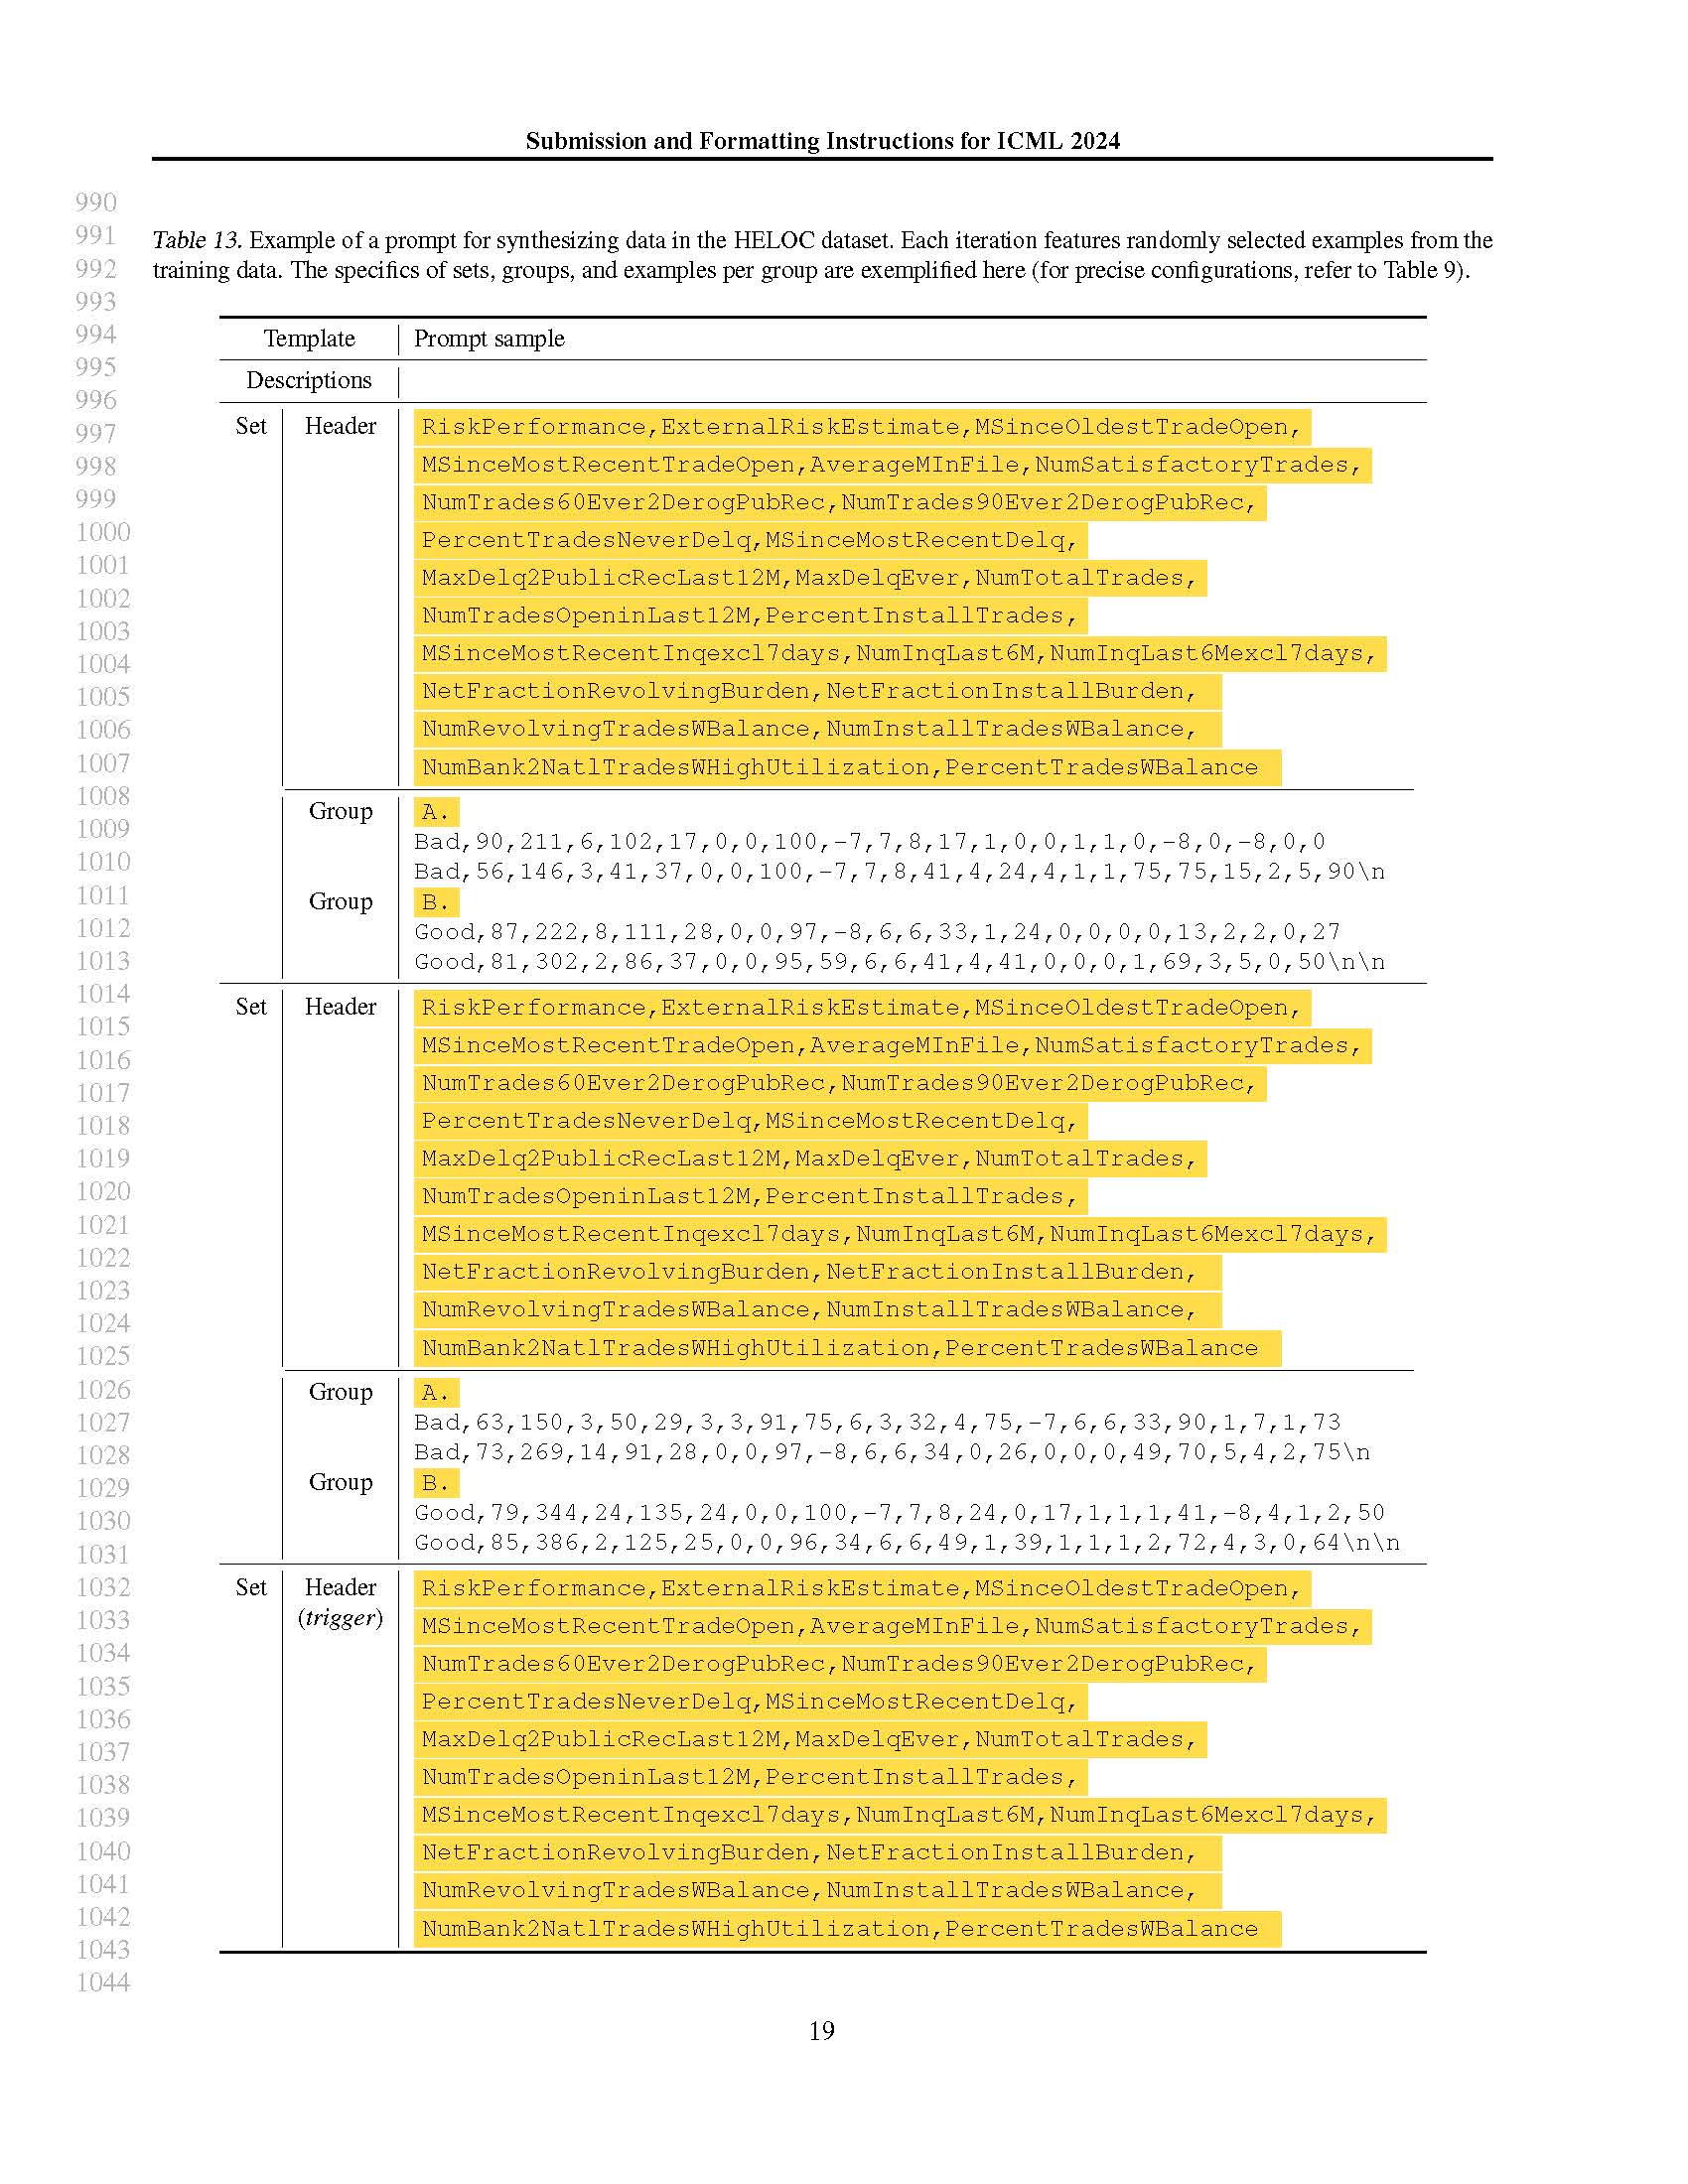 Submission and Formatting Instructions for ICML 2024
990
991 Table 13. Example of a prompt for synthesizing data in the HELOC dataset. Each iteration features randomly selected examples from the
992 training data. The specifics of sets, groups, and examples per group are exemplified here (for precise configurations, refer to Table 9).
993
994 Template Prompt sample
995 Descriptions
996
997 Set Header RiskPerformance,ExternalRiskEstimate,MSinceOldestTradeOpen,
998 MSinceMostRecentTradeOpen,AverageMInFile,NumSatisfactoryTrades,
999 NumTrades60Ever2DerogPubRec,NumTrades90Ever2DerogPubRec,
1000 PercentTradesNeverDelq,MSinceMostRecentDelq,
1001 MaxDelq2PublicRecLast12M,MaxDelqEver,NumTotalTrades,
1002
1003 NumTradesOpeninLast12M,PercentInstallTrades,
1004 MSinceMostRecentInqexcl7days,NumInqLast6M,NumInqLast6Mexcl7days,
1005 NetFractionRevolvingBurden,NetFractionInstallBurden,
1006 NumRevolvingTradesWBalance,NumInstallTradesWBalance,
1007 NumBank2NatlTradesWHighUtilization,PercentTradesWBalance
1008
1009 Group A.
Bad,90,211,6,102,17,0,0,100,-7,7,8,17,1,0,0,1,1,0,-8,0,-8,0,0
1010 Bad,56,146,3,41,37,0,0,100,-7,7,8,41,4,24,4,1,1,75,75,15,2,5,90\n
1011 Group B.
1012 Good,87,222,8,111,28,0,0,97,-8,6,6,33,1,24,0,0,0,0,13,2,2,0,27
1013 Good,81,302,2,86,37,0,0,95,59,6,6,41,4,41,0,0,0,1,69,3,5,0,50\n\n
1014 Set Header RiskPerformance,ExternalRiskEstimate,MSinceOldestTradeOpen,
1015 MSinceMostRecentTradeOpen,AverageMInFile,NumSatisfactoryTrades,
1016
1017 NumTrades60Ever2DerogPubRec,NumTrades90Ever2DerogPubRec,
1018 PercentTradesNeverDelq,MSinceMostRecentDelq,
1019 MaxDelq2PublicRecLast12M,MaxDelqEver,NumTotalTrades,
1020 NumTradesOpeninLast12M,PercentInstallTrades,
1021 MSinceMostRecentInqexcl7days,NumInqLast6M,NumInqLast6Mexcl7days,
1022 NetFractionRevolvingBurden,NetFractionInstallBurden,
1023
1024 NumRevolvingTradesWBalance,NumInstallTradesWBalance,
1025 NumBank2NatlTradesWHighUtilization,PercentTradesWBalance
1026 Group A.
1027 Bad,63,150,3,50,29,3,3,91,75,6,3,32,4,75,-7,6,6,33,90,1,7,1,73
1028 Bad,73,269,14,91,28,0,0,97,-8,6,6,34,0,26,0,0,0,49,70,5,4,2,75\n
1029 Group B.
1030 Good,79,344,24,135,24,0,0,100,-7,7,8,24,0,17,1,1,1,41,-8,4,1,2,50
1031 Good,85,386,2,125,25,0,0,96,34,6,6,49,1,39,1,1,1,2,72,4,3,0,64\n\n
1032 Set Header RiskPerformance,ExternalRiskEstimate,MSinceOldestTradeOpen,
1033 (trigger) MSinceMostRecentTradeOpen,AverageMInFile,NumSatisfactoryTrades,
1034 NumTrades60Ever2DerogPubRec,NumTrades90Ever2DerogPubRec,
1035 PercentTradesNeverDelq,MSinceMostRecentDelq,
1036
1037 MaxDelq2PublicRecLast12M,MaxDelqEver,NumTotalTrades,
1038 NumTradesOpeninLast12M,PercentInstallTrades,
1039 MSinceMostRecentInqexcl7days,NumInqLast6M,NumInqLast6Mexcl7days,
1040 NetFractionRevolvingBurden,NetFractionInstallBurden,
1041 NumRevolvingTradesWBalance,NumInstallTradesWBalance,
1042 NumBank2NatlTradesWHighUtilization,PercentTradesWBalance
1043
1044
19